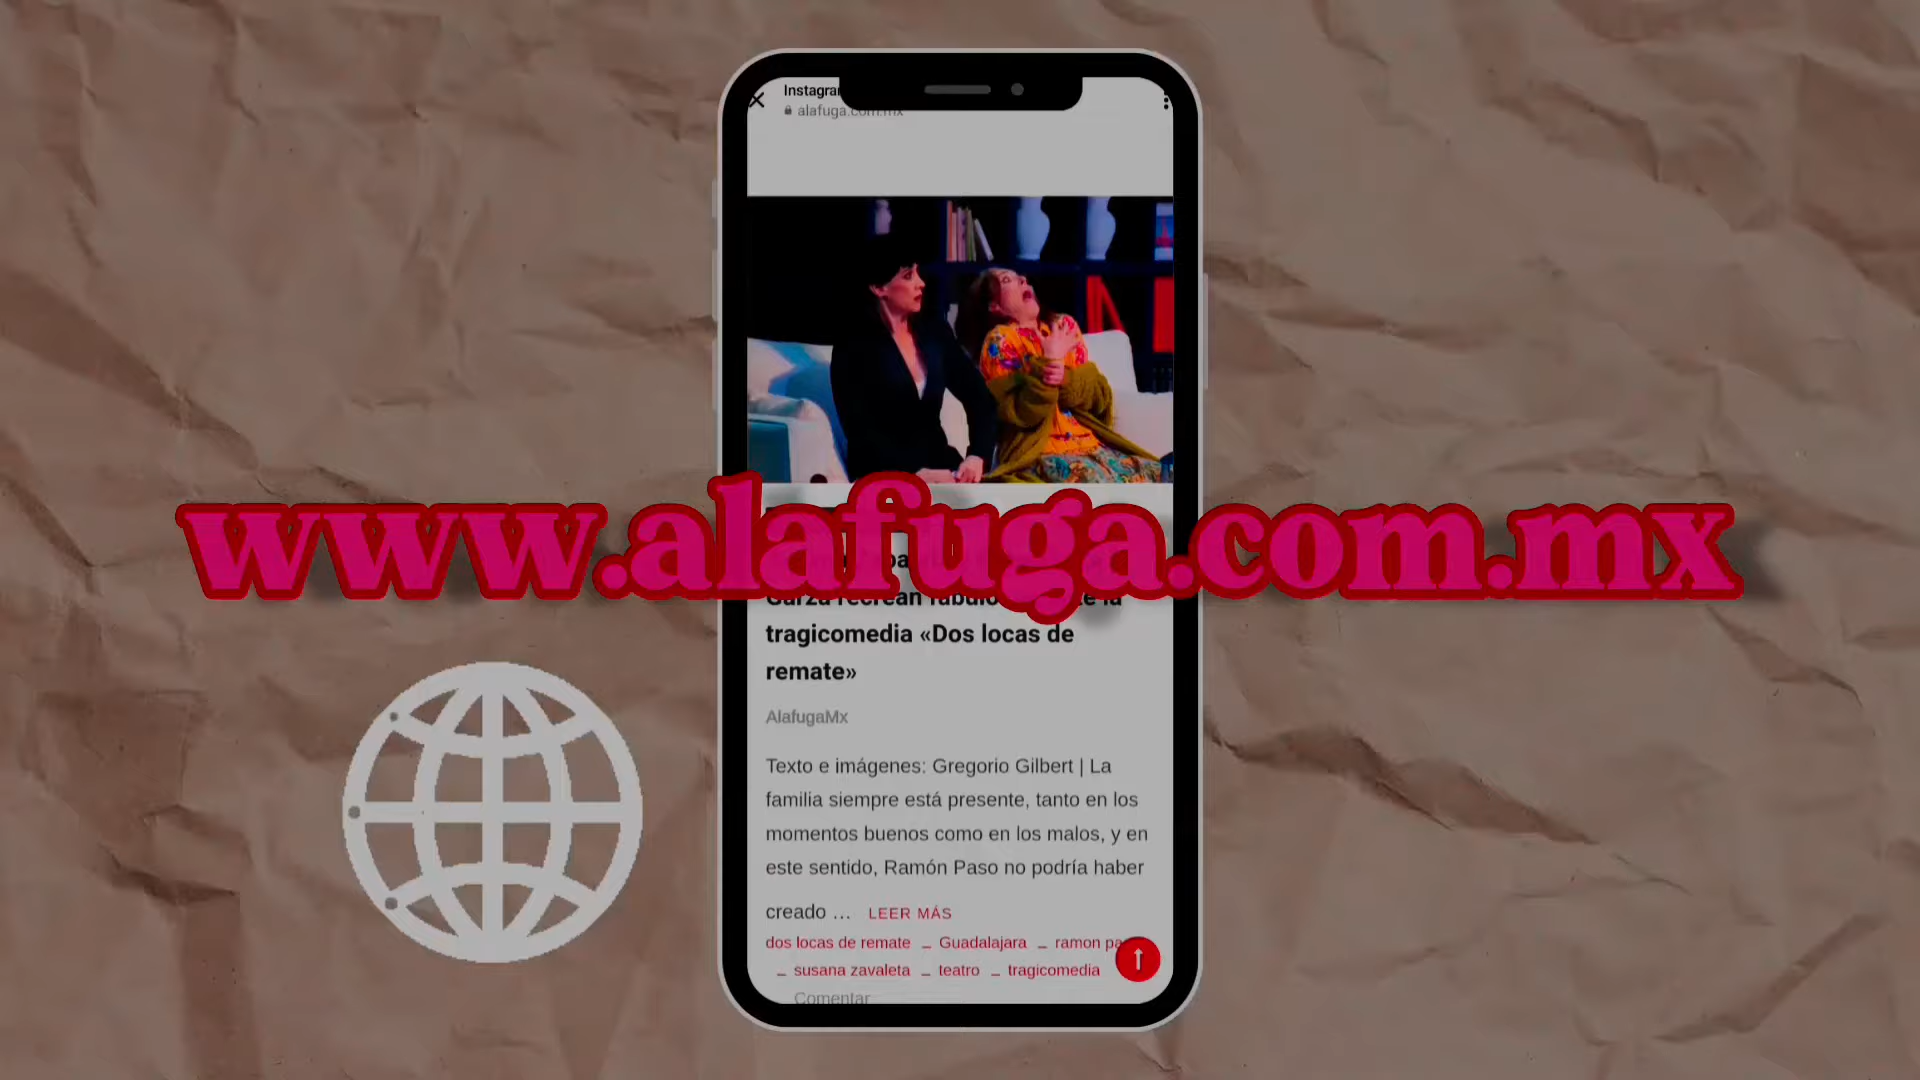 alafuga.com.mx
www.alafuga.com.mx
Garza recrean
tragicomedia «Dos locas de
remate»
AlafugaMx
Texto e imágenes: Gregorio Gilbert | La
familia siempre está presente, tanto en los
momentos buenos como en los malos, y en
este sentido, Ramón Paso no podría haber
creado ... LEER MÁS
dos locas de remate _ Guadalajara _ ramon
_ susana zavaleta _ teatro _ tragicomedia
Comentar